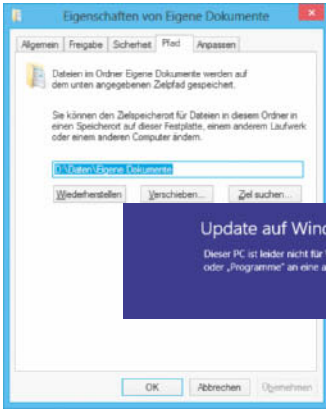 Eigenschaften von Eigene Dokumente
Allgemein Freigabe Sicherheit Pfad Anpassen
Dateien im Ordner Eigene Dokumente werden auf
dem unten angegebenen Zielpfad gespeichert.
Sie können den Zielspeicherort für Dateien in diesem Ordner in
einen Speicherort auf dieser Festplatte, einem anderem Laufwerk
oder einem anderen Computer ändern.
D:\Daten\Eigene Dokumente
Wiederherstellen Verschieben... Ziel suchen...
Update auf Wind
Dieser PC ist leider nicht für
oder „Programme" an eine a
OK Abbrechen Übernehmen